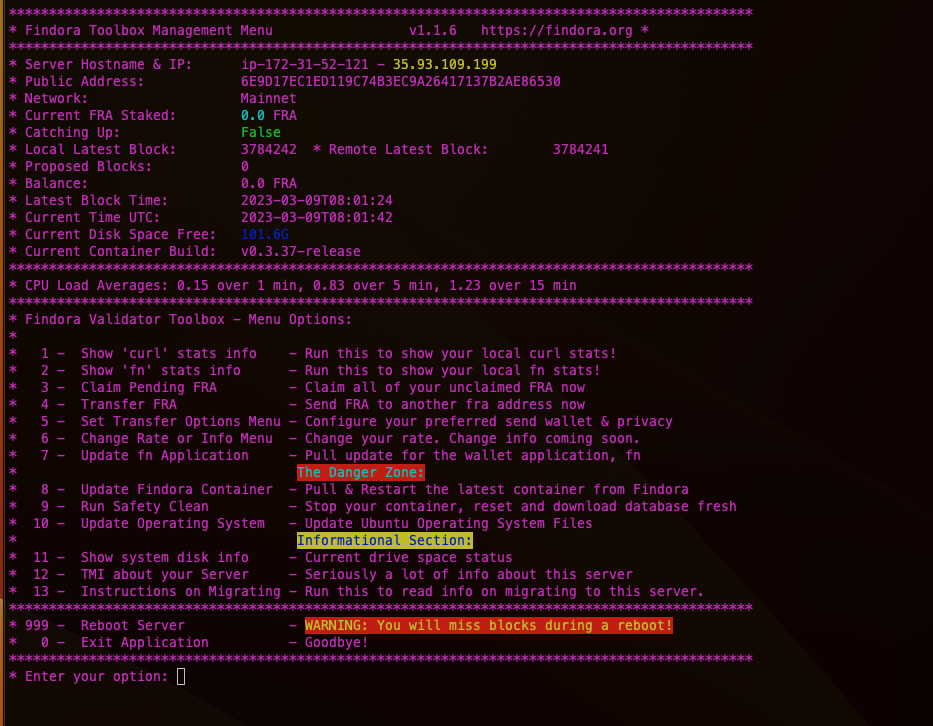 *********************************************************************************************
* Findora Toolbox Management Menu                 v1.1.6   https://findora.org *
*********************************************************************************************
* Server Hostname & IP:      ip-172-31-52-121 - 35.93.109.199
* Public Address:            6E9D17EC1ED119C74B3EC9A26417137B2AE86530
* Network:                   Mainnet
* Current FRA Staked:        0.0 FRA
* Catching Up:               False
* Local Latest Block:        3784242  * Remote Latest Block:        3784241
* Proposed Blocks:           0
* Balance:                   0.0 FRA
* Latest Block Time:         2023-03-09T08:01:24
* Current Time UTC:          2023-03-09T08:01:42
* Current Disk Space Free:   101.6G
* Current Container Build:   v0.3.37-release
*********************************************************************************************
* CPU Load Averages: 0.15 over 1 min, 0.83 over 5 min, 1.23 over 15 min
*********************************************************************************************
* Findora Validator Toolbox - Menu Options:
*
*   1 -  Show 'curl' stats info    - Run this to show your local curl stats!
*   2 -  Show 'fn' stats info      - Run this to show your local fn stats!
*   3 -  Claim Pending FRA         - Claim all of your unclaimed FRA now
*   4 -  Transfer FRA              - Send FRA to another fra address now
*   5 -  Set Transfer Options Menu - Configure your preferred send wallet & privacy
*   6 -  Change Rate or Info Menu  - Change your rate. Change info coming soon.
*   7 -  Update fn Application     - Pull update for the wallet application, fn
*                                   The Danger Zone:
*   8 -  Update Findora Container  - Pull & Restart the latest container from Findora
*   9 -  Run Safety Clean          - Stop your container, reset and download database fresh
*  10 -  Update Operating System   - Update Ubuntu Operating System Files
*                                   Informational Section:
*  11 -  Show system disk info     - Current drive space status
*  12 -  TMI about your Server     - Seriously a lot of info about this server
*  13 -  Instructions on Migrating - Run this to read info on migrating to this server.
*********************************************************************************************
* 999 -  Reboot Server             - WARNING: You will miss blocks during a reboot!
*   0 -  Exit Application          - Goodbye!
*********************************************************************************************
* Enter your option: